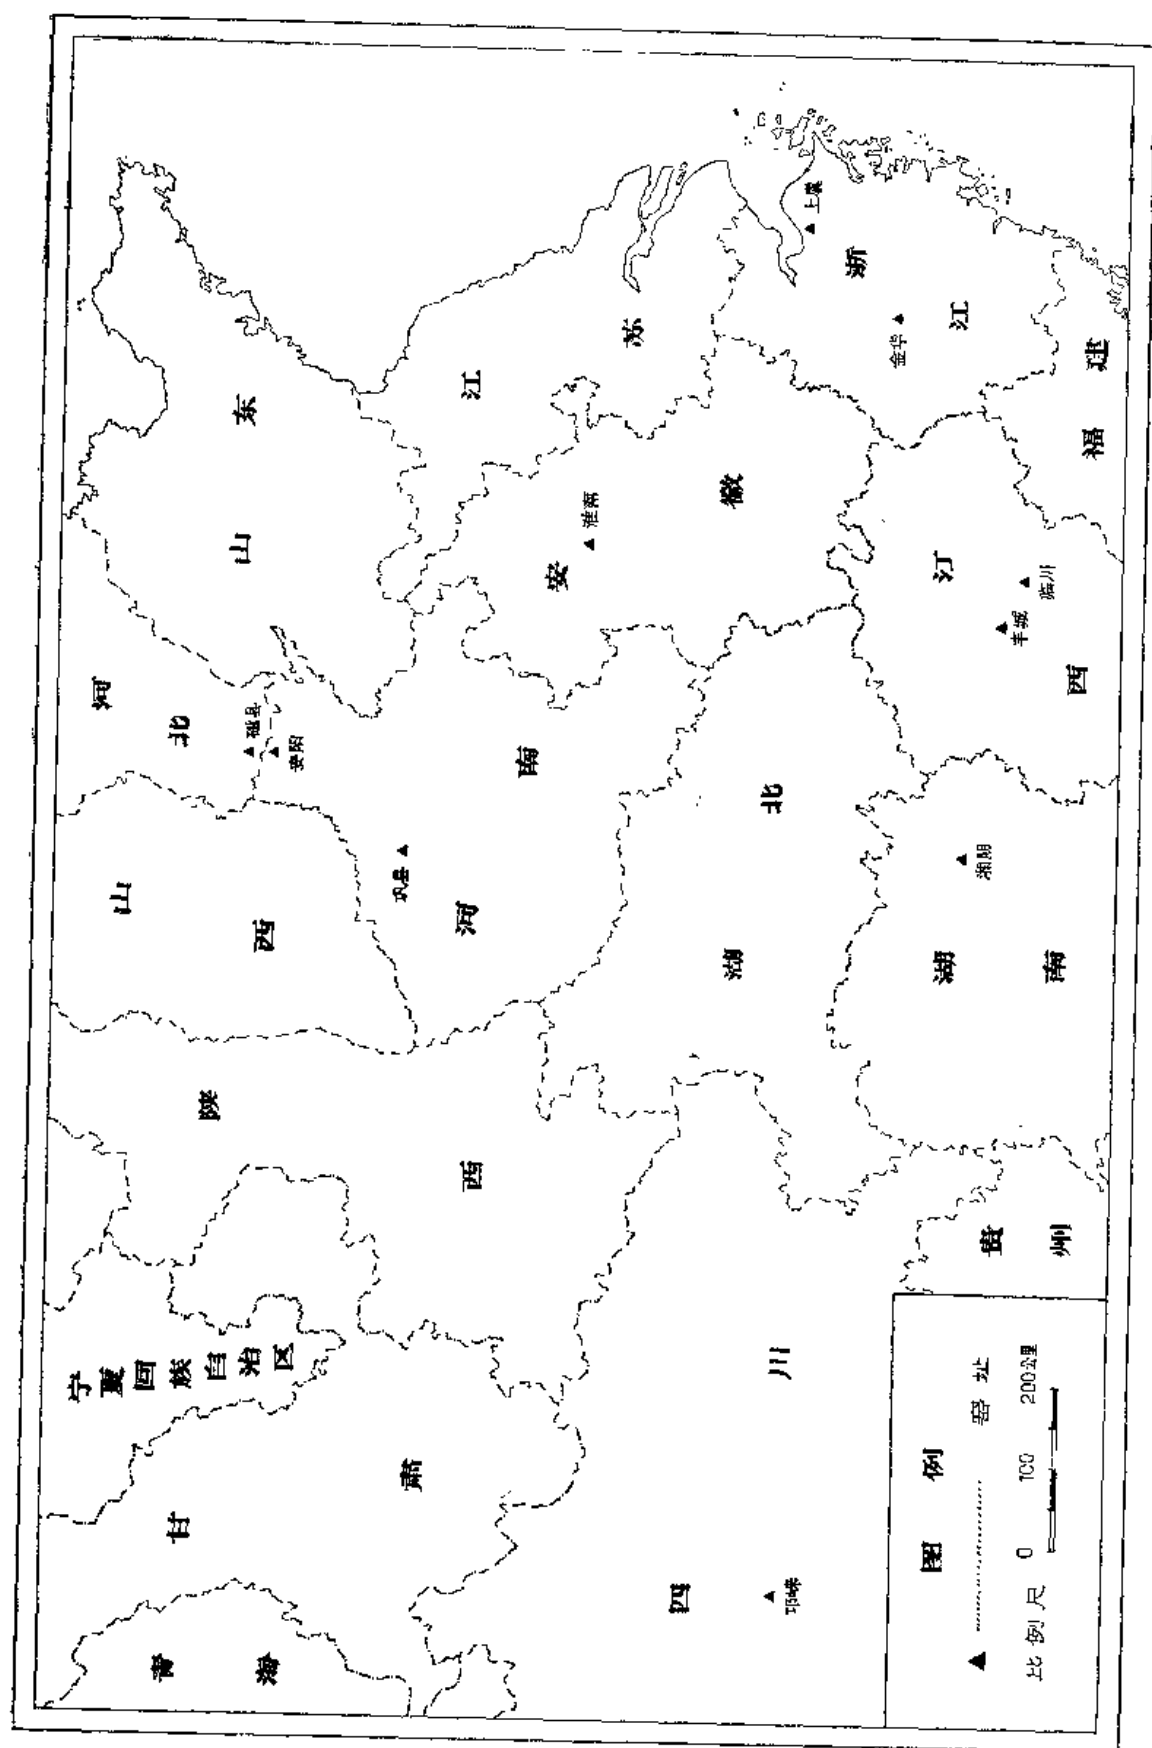 宁夏回族自治区
青海
甘肃
陕西
山西
河北
山东
河南
江苏
安徽
湖北
四川
浙江
江西
湖南
贵州
福建
磁县
安阳
巩县
淮南
上虞
金华
丰城
临川
湘阴
邛崃
图例
▲ 窑址
比例尺 0 100 200公里